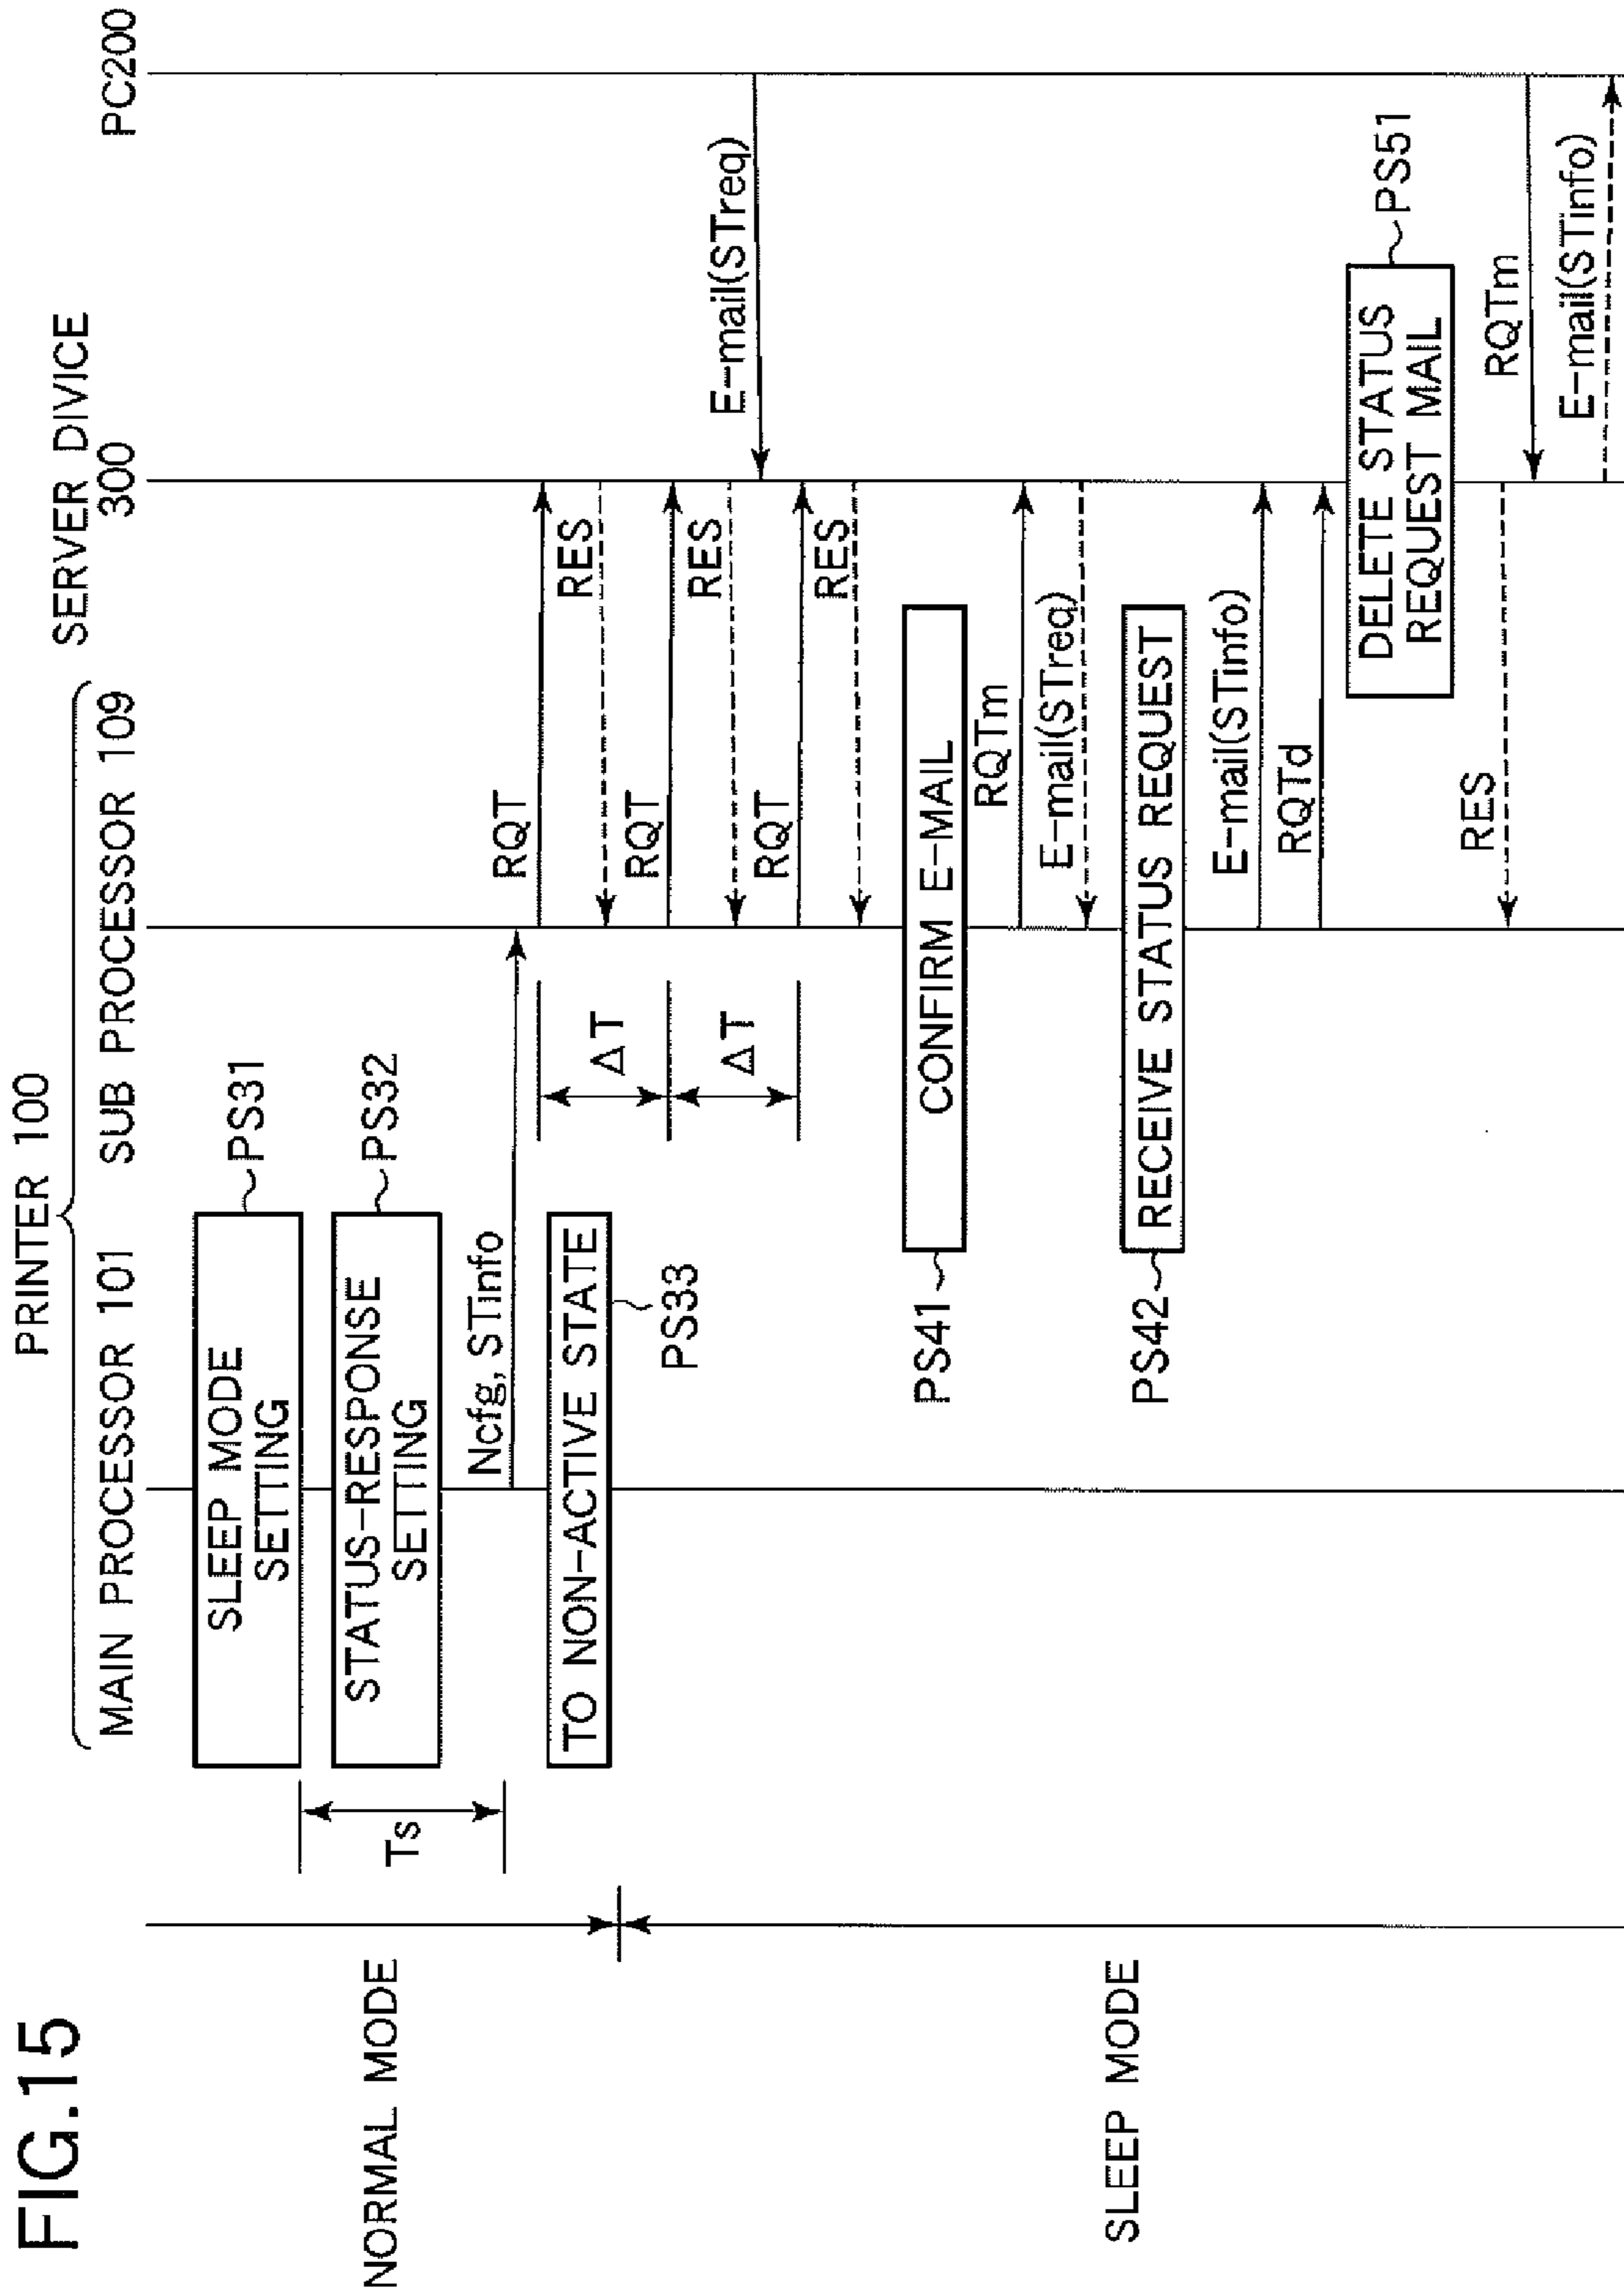 FIG.15
PRINTER 100
SERVER DIVICE
MAIN PROCESSOR 101
SUB PROCESSOR 109
300
PC200
NORMAL MODE
SLEEP MODE
SETTING
PS31
Ts
STATUS-RESPONSE
SETTING
PS32
Ncfg, STinfo
TO NON-ACTIVE STATE
PS33
RQT
RES
ΔT
RQT
RES
ΔT
E-mail(STreq)
RQT
RES
SLEEP MODE
PS41
CONFIRM E-MAIL
RQTm
E-mail(STreq)
PS42
RECEIVE STATUS REQUEST
E-mail(STinfo)
RQTd
DELETE STATUS
REQUEST MAIL
PS51
RES
RQTm
E-mail(STinfo)